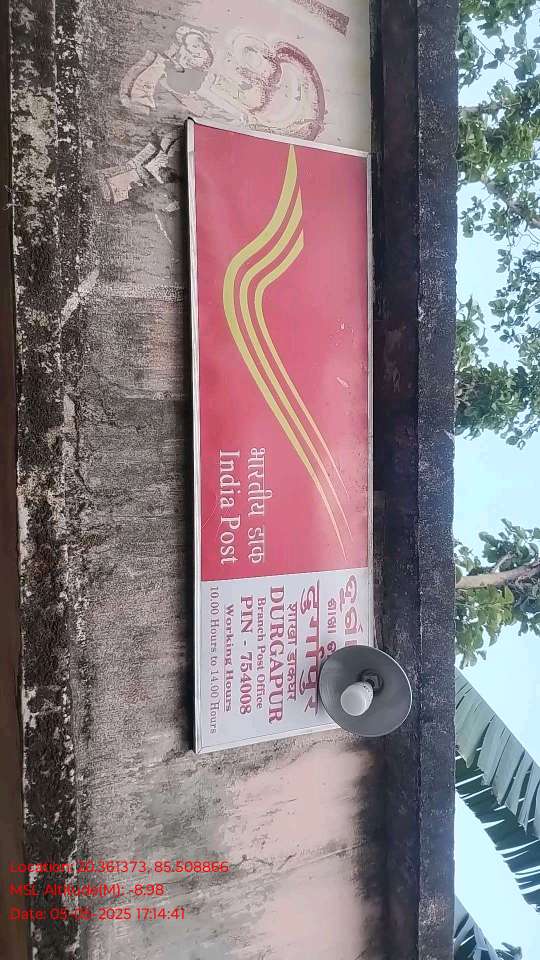 भारतीय डाक
India Post
शाखा डाकघर
दुर्गापुर
DURGAPUR
Branch Post Office
PIN - 754008
Working Hours
10.00 Hours to 14.00 Hours
Location: 20.361373, 85.508866
MSL Altitude(M): -8.98
Date: 05-05-2025 17:14:41